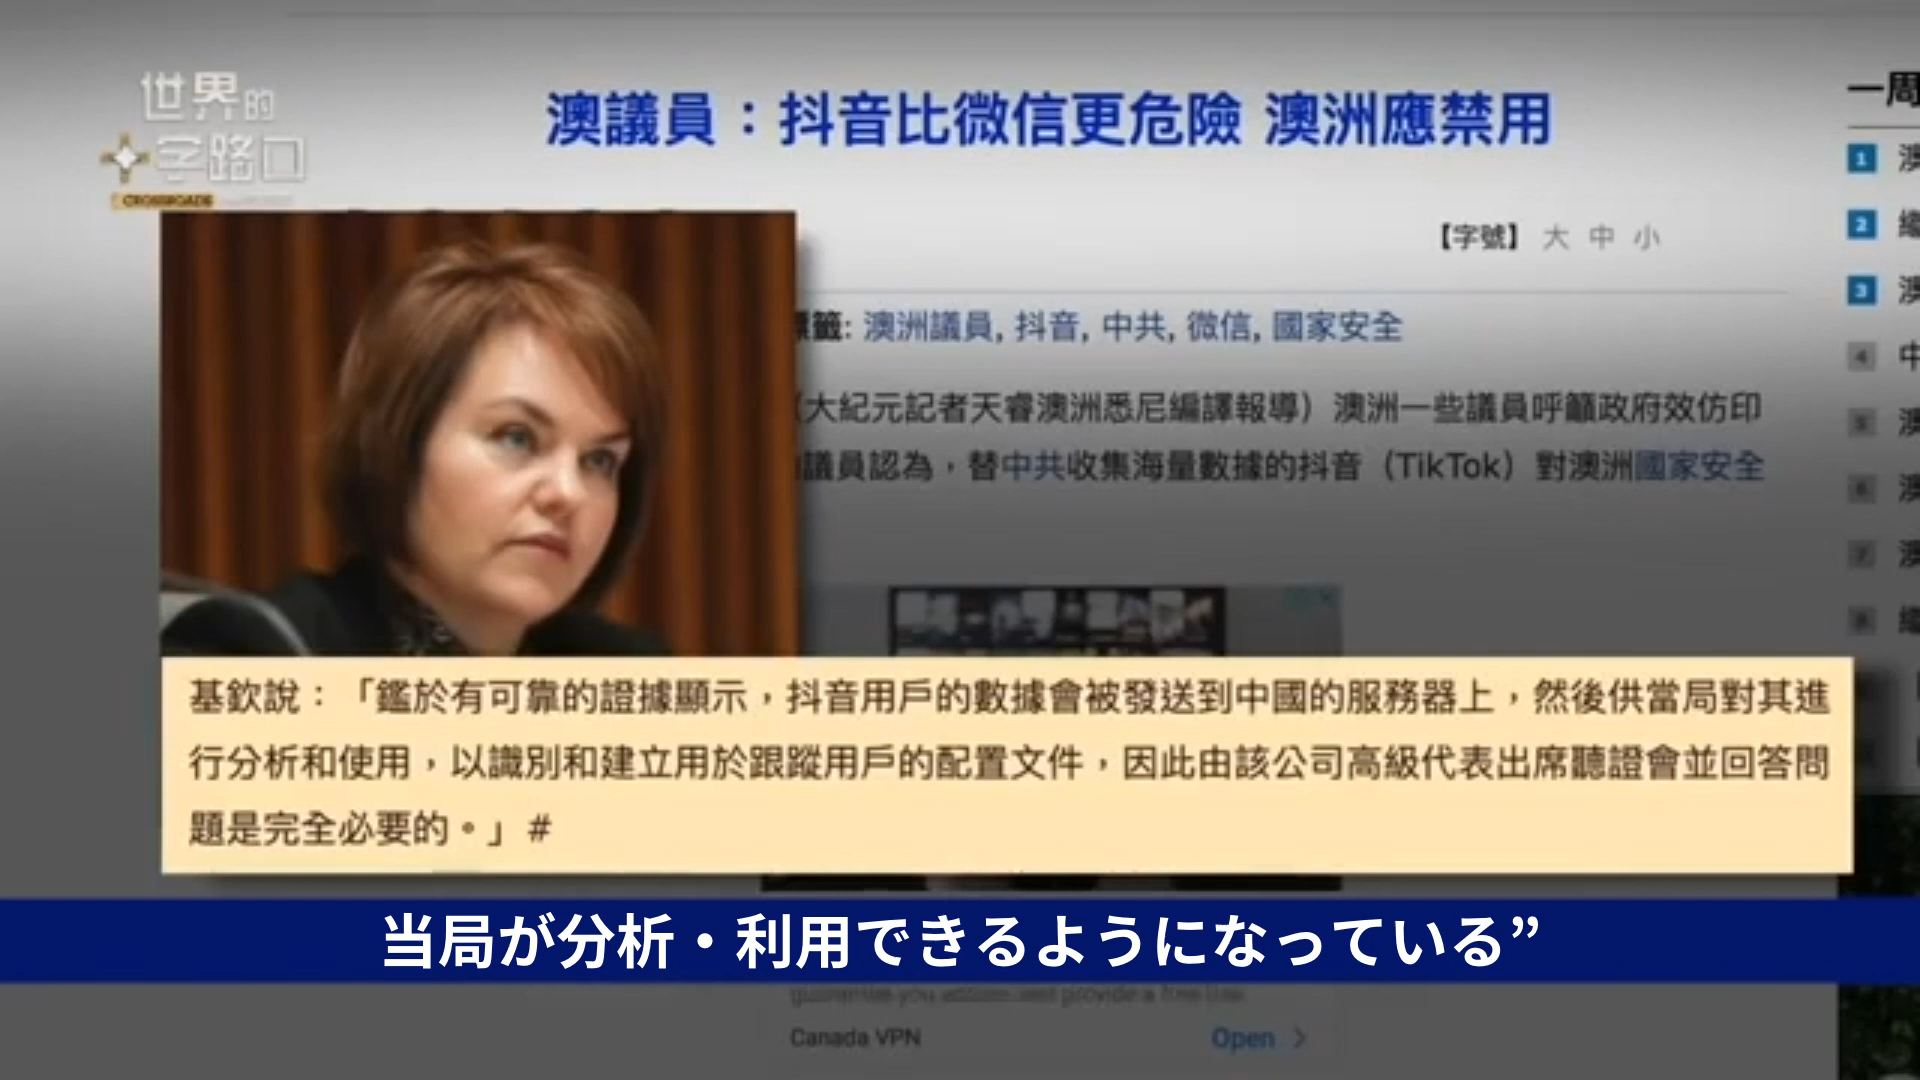 世界的
十字路口
CROSSROADS
澳議員：抖音比微信更危險 澳洲應禁用
【字號】 大 中 小
籤: 澳洲議員, 抖音, 中共, 微信, 國家安全
（大紀元記者天睿澳洲悉尼編譯報導）澳洲一些議員呼籲政府效仿印
議員認為，替中共收集海量數據的抖音（TikTok）對澳洲國家安全
一周
1
2
3
4
5
6
7
8
基欽說：「鑑於有可靠的證據顯示，抖音用戶的數據會被發送到中國的服務器上，然後供當局對其進
行分析和使用，以識別和建立用於跟蹤用戶的配置文件，因此由該公司高級代表出席聽證會並回答問
題是完全必要的。」#
当局が分析・利用できるようになっている”
Canada VPN
Open